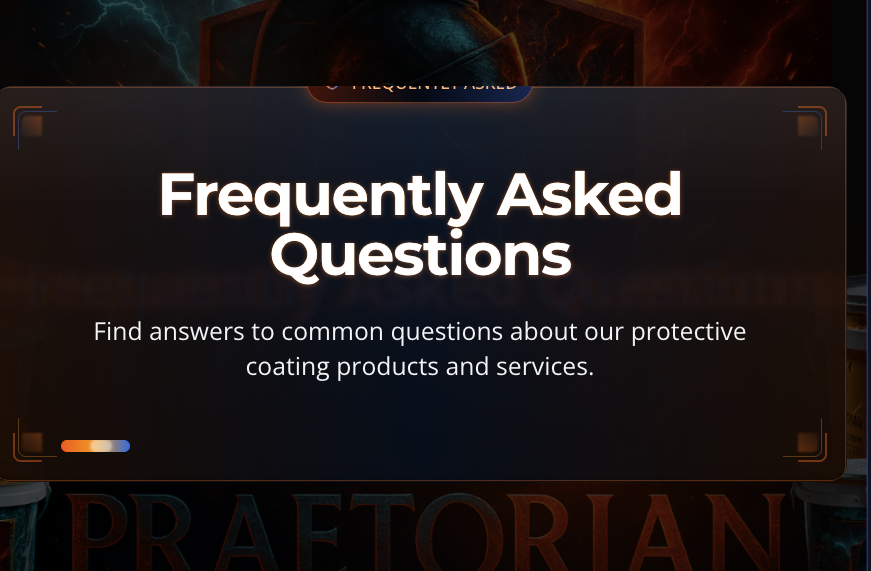 FREQUENTLY ASKED
Frequently Asked
Questions
Find answers to common questions about our protective
coating products and services.
PRAETORIAN